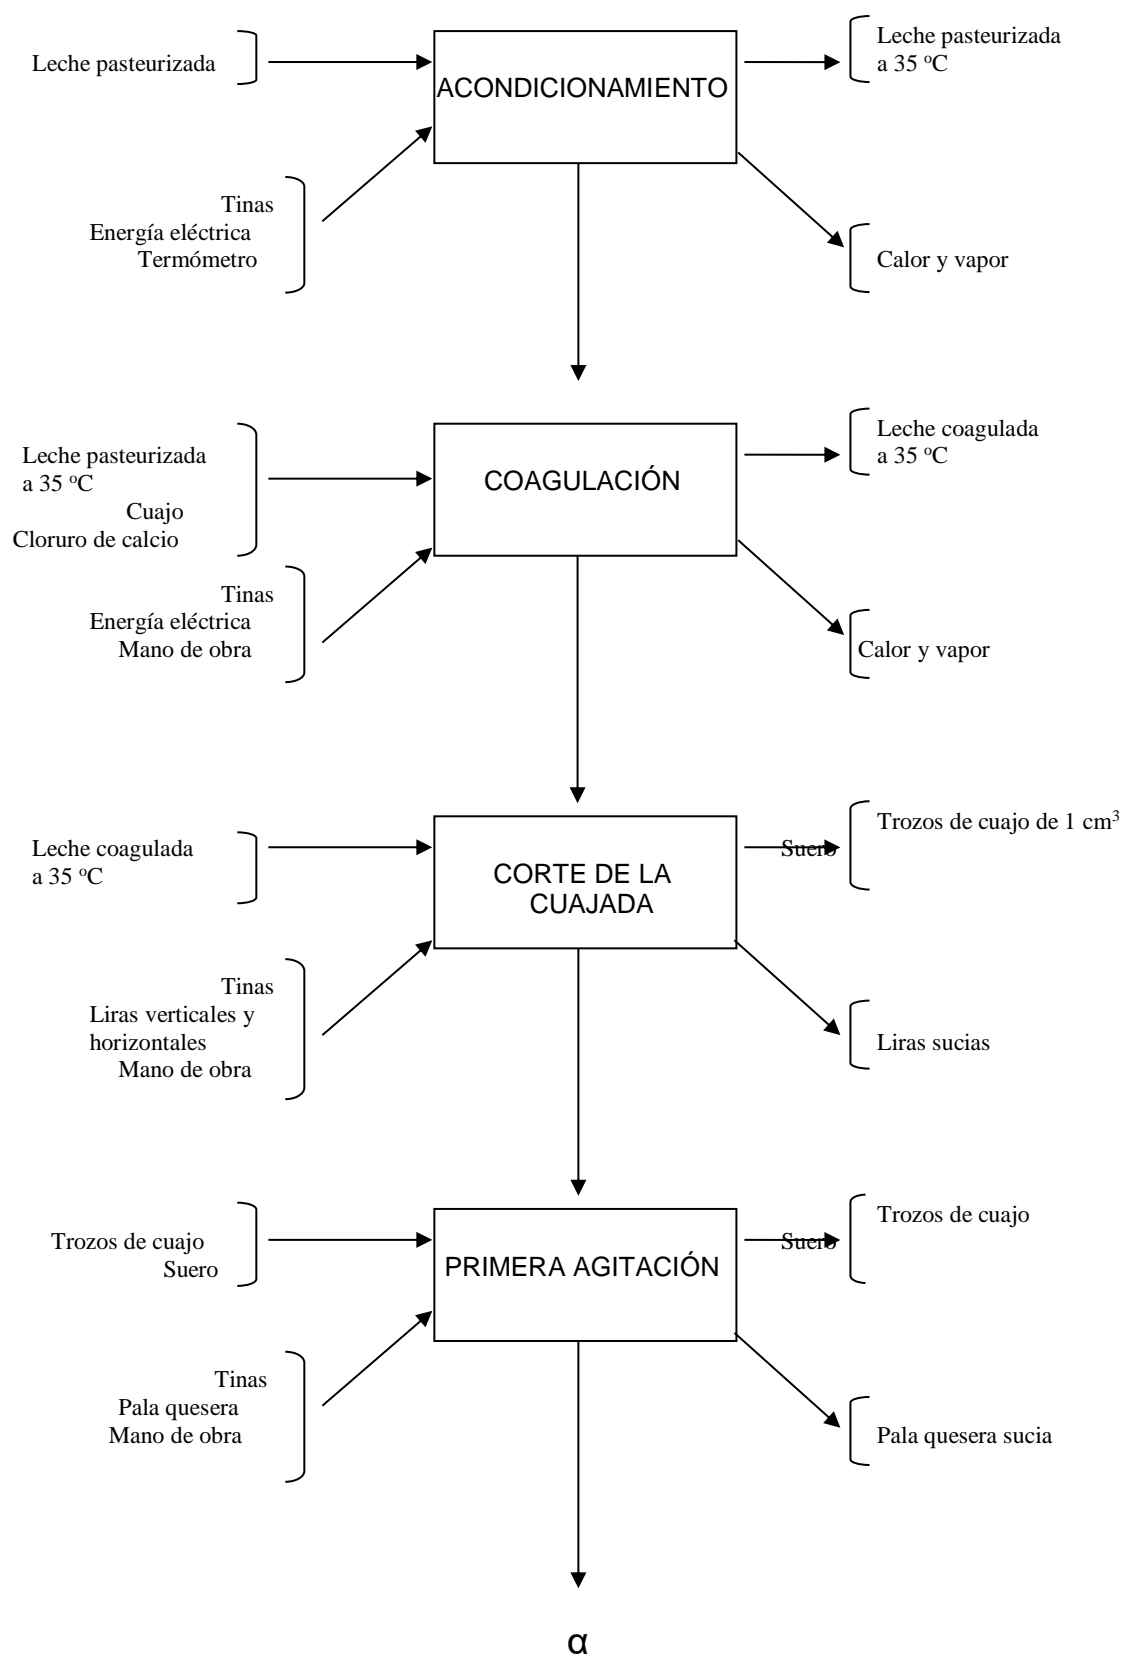 Leche pasteurizada
ACONDICIONAMIENTO
Leche pasteurizada
a 35 ºC
Tinas
Energía eléctrica
Termómetro
Calor y vapor
Leche pasteurizada
a 35 ºC
Cuajo
Cloruro de calcio
COAGULACIÓN
Leche coagulada
a 35 ºC
Tinas
Energía eléctrica
Mano de obra
Calor y vapor
Leche coagulada
a 35 ºC
CORTE DE LA
CUAJADA
Trozos de cuajo de 1 cm³
Suero
Tinas
Liras verticales y
horizontales
Mano de obra
Liras sucias
Trozos de cuajo
Suero
PRIMERA AGITACIÓN
Trozos de cuajo
Suero
Tinas
Pala quesera
Mano de obra
Pala quesera sucia
α